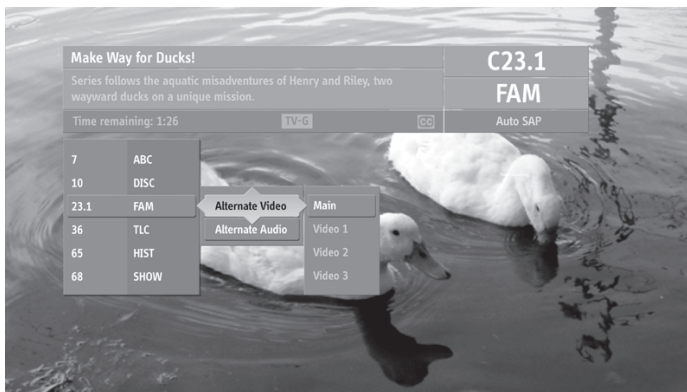 Make Way for Ducks!
Series follows the aquatic misadventures of Henry and Riley, two
wayward ducks on a unique mission.
Time remaining: 1:26 TV-G CC
C23.1
FAM
Auto SAP
7 ABC
10 DISC
23.1 FAM Alternate Video Main
36 TLC Alternate Audio Video 1
65 HIST Video 2
68 SHOW Video 3